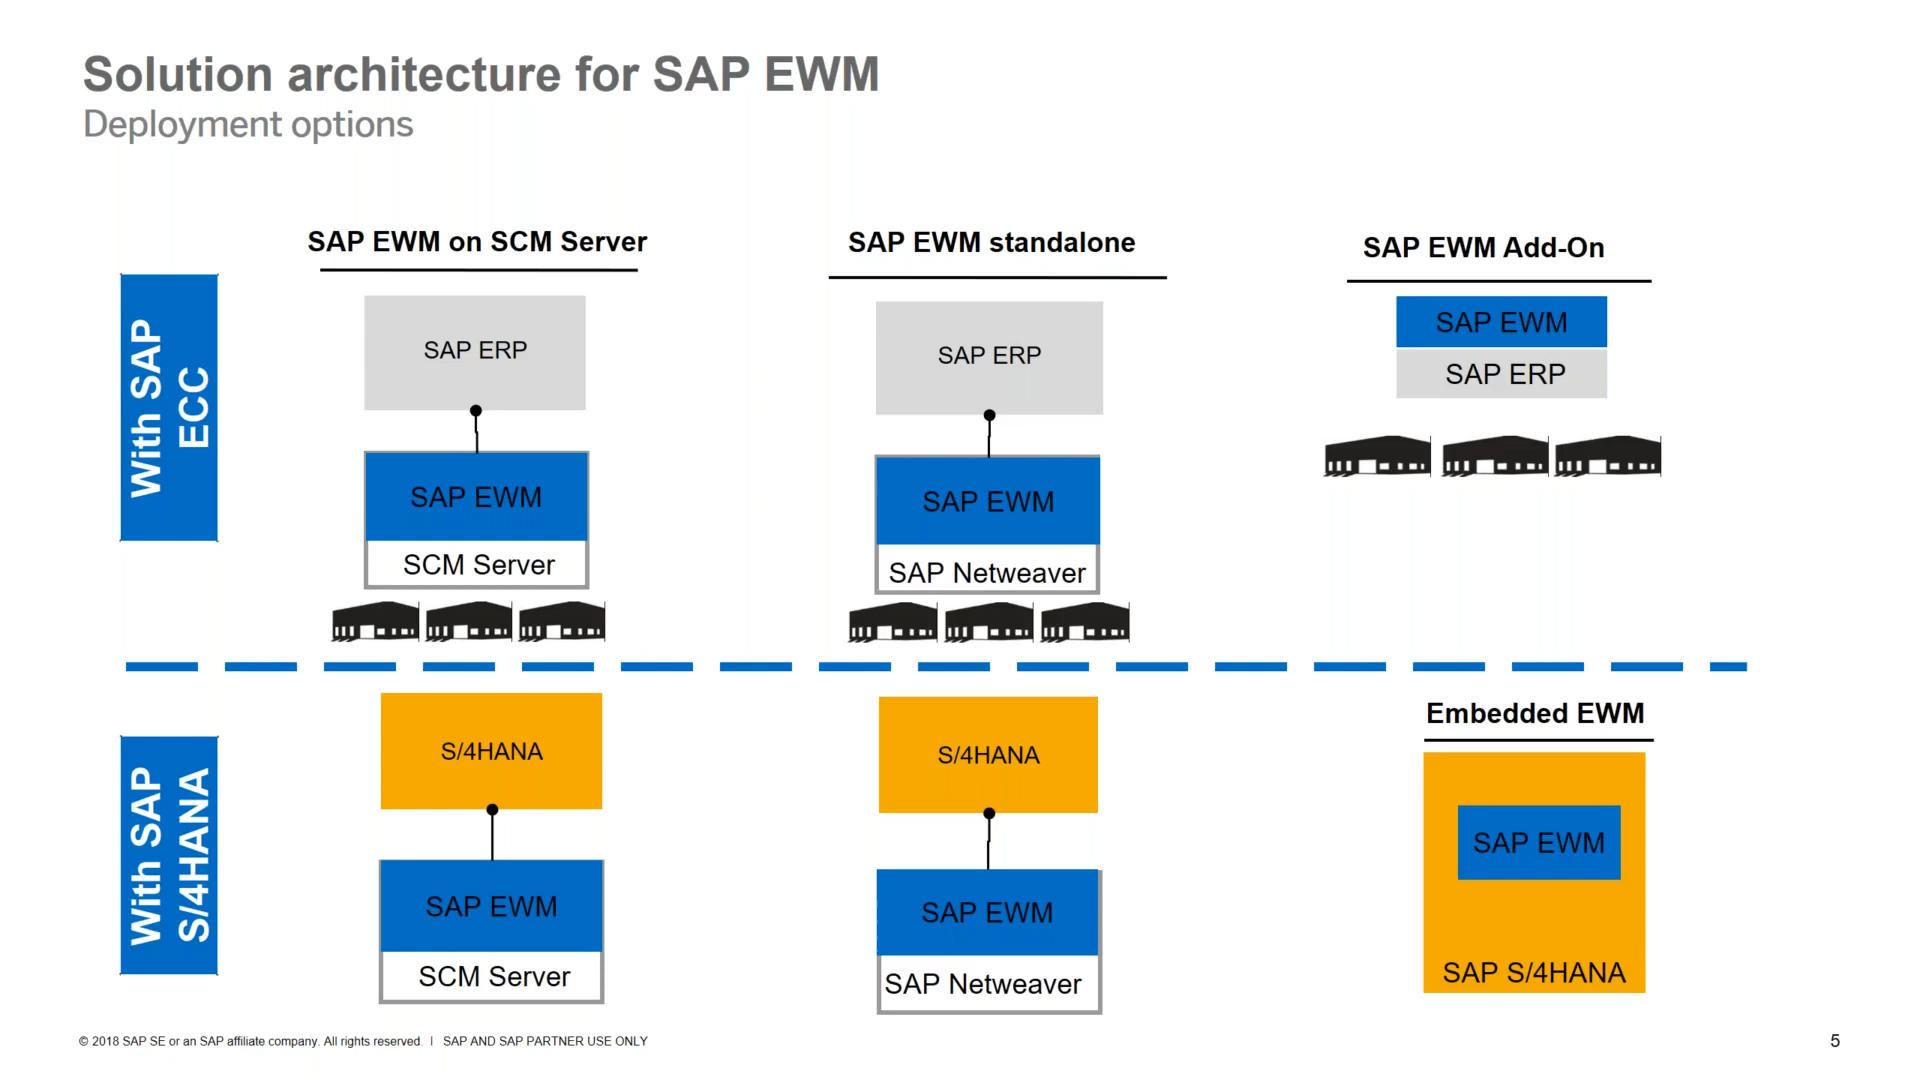 Solution architecture for SAP EWM
Deployment options
SAP EWM on SCM Server
SAP EWM standalone
SAP EWM Add-On
With SAP
ECC
SAP ERP
SAP EWM
SCM Server
SAP ERP
SAP EWM
SAP Netweaver
SAP EWM
SAP ERP
With SAP
S/4HANA
S/4HANA
SAP EWM
SCM Server
S/4HANA
SAP EWM
SAP Netweaver
Embedded EWM
SAP EWM
SAP S/4HANA
© 2018 SAP SE or an SAP affiliate company. All rights reserved. | SAP AND SAP PARTNER USE ONLY
5